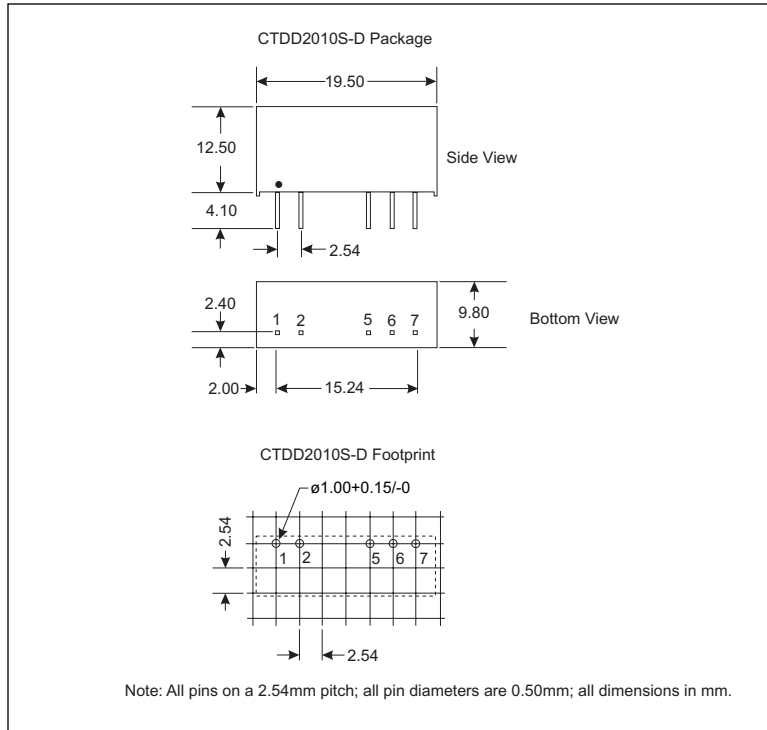 CTDD2010S-D Package
19.50
12.50
Side View
4.10
2.54
2.40
1 2 5 6 7
9.80
Bottom View
2.00
15.24
CTDD2010S-D Footprint
ø1.00+0.15/-0
2.54
1 2 5 6 7
2.54
Note: All pins on a 2.54mm pitch; all pin diameters are 0.50mm; all dimensions in mm.